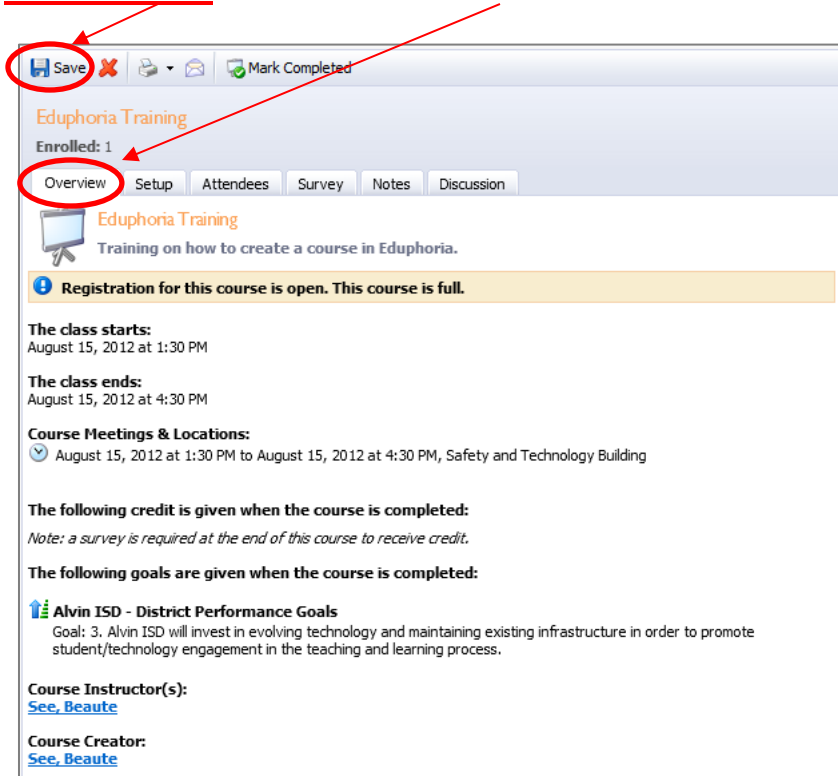 Save Mark Completed
Eduphoria Training
Enrolled: 1
Overview Setup Attendees Survey Notes Discussion
Eduphoria Training
Training on how to create a course in Eduphoria.
Registration for this course is open. This course is full.
The class starts:
August 15, 2012 at 1:30 PM
The class ends:
August 15, 2012 at 4:30 PM
Course Meetings & Locations:
August 15, 2012 at 1:30 PM to August 15, 2012 at 4:30 PM, Safety and Technology Building
The following credit is given when the course is completed:
Note: a survey is required at the end of this course to receive credit.
The following goals are given when the course is completed:
Alvin ISD - District Performance Goals
Goal: 3. Alvin ISD will invest in evolving technology and maintaining existing infrastructure in order to promote
student/technology engagement in the teaching and learning process.
Course Instructor(s):
See, Beaute
Course Creator:
See, Beaute